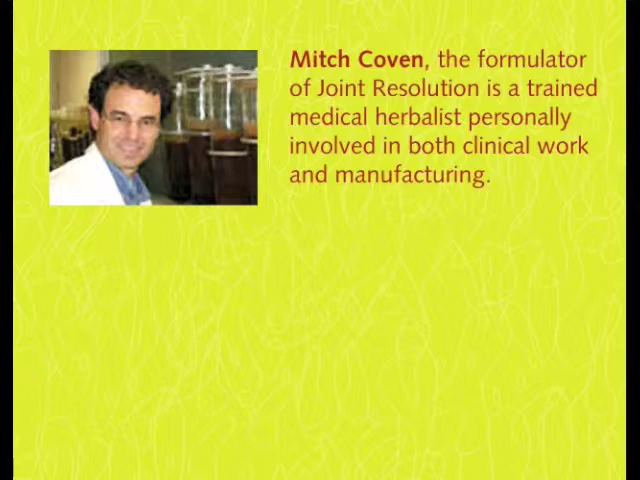 Mitch Coven, the formulator
of Joint Resolution is a trained
medical herbalist personally
involved in both clinical work
and manufacturing.